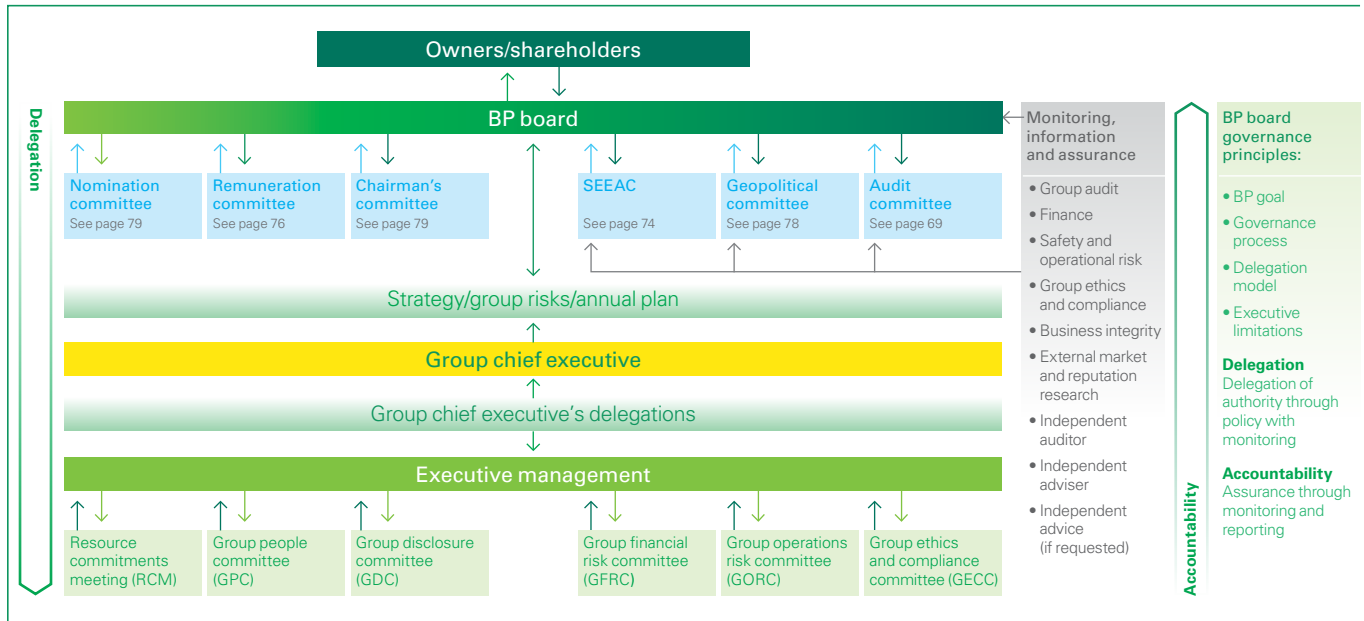 Owners/shareholders
Delegation
BP board
Nomination
committee
See page 79
Remuneration
committee
See page 76
Chairman's
committee
See page 79
SEEAC
See page 74
Geopolitical
committee
See page 78
Audit
committee
See page 69
Strategy/group risks/annual plan
Group chief executive
Group chief executive's delegations
Executive management
Resource
commitments
meeting (RCM)
Group people
committee
(GPC)
Group disclosure
committee
(GDC)
Group financial
risk committee
(GFRC)
Group operations
risk committee
(GORC)
Group ethics
and compliance
committee (GECC)
Monitoring,
information
and assurance
• Group audit
• Finance
• Safety and
operational risk
• Group ethics
and compliance
• Business integrity
• External market
and reputation
research
• Independent
auditor
• Independent
adviser
• Independent
advice
(if requested)
Accountability
BP board
governance
principles:
• BP goal
• Governance
process
• Delegation
model
• Executive
limitations
Delegation
Delegation of
authority through
policy with
monitoring
Accountability
Assurance through
monitoring and
reporting